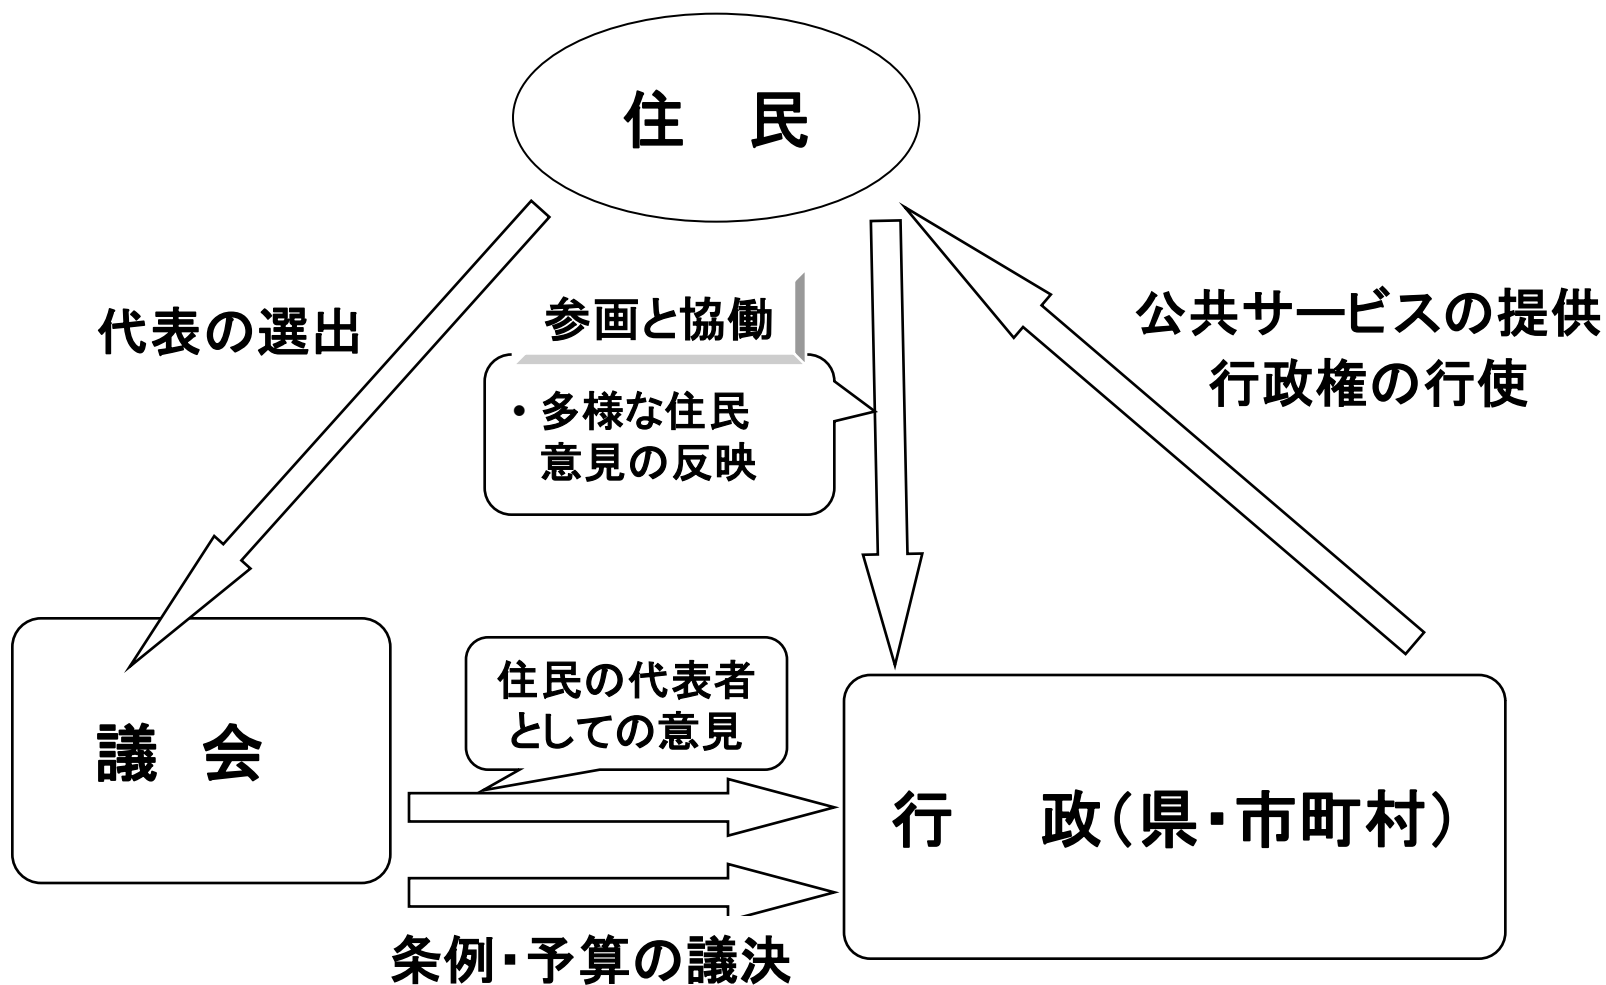 住　民
代表の選出
参画と協働
・多様な住民
意見の反映
公共サービスの提供
行政権の行使
議　会
住民の代表者
としての意見
行　政（県・市町村）
条例・予算の議決